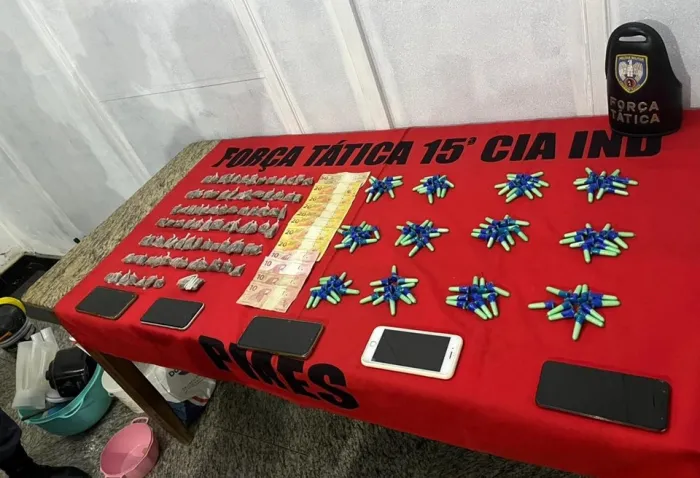 FORÇA
TÁTICA
FORÇA TÁTICA 15ª CIA IND
PMES